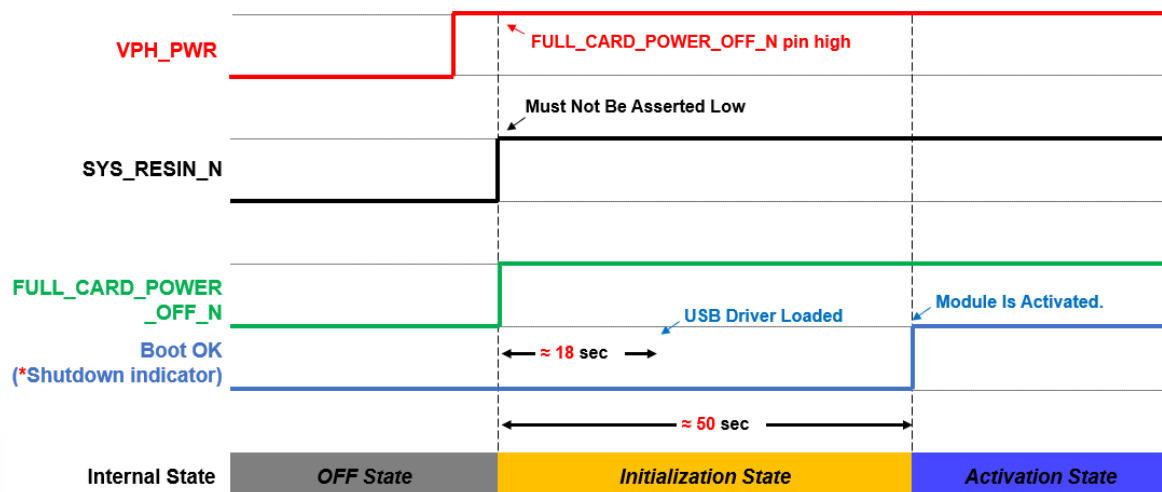 VPH_PWR
FULL_CARD_POWER_OFF_N pin high
Must Not Be Asserted Low
SYS_RESIN_N
FULL_CARD_POWER
_OFF_N
USB Driver Loaded
Module Is Activated.
Boot OK
(*Shutdown indicator)
≈ 18 sec
≈ 50 sec
Internal State
OFF State
Initialization State
Activation State